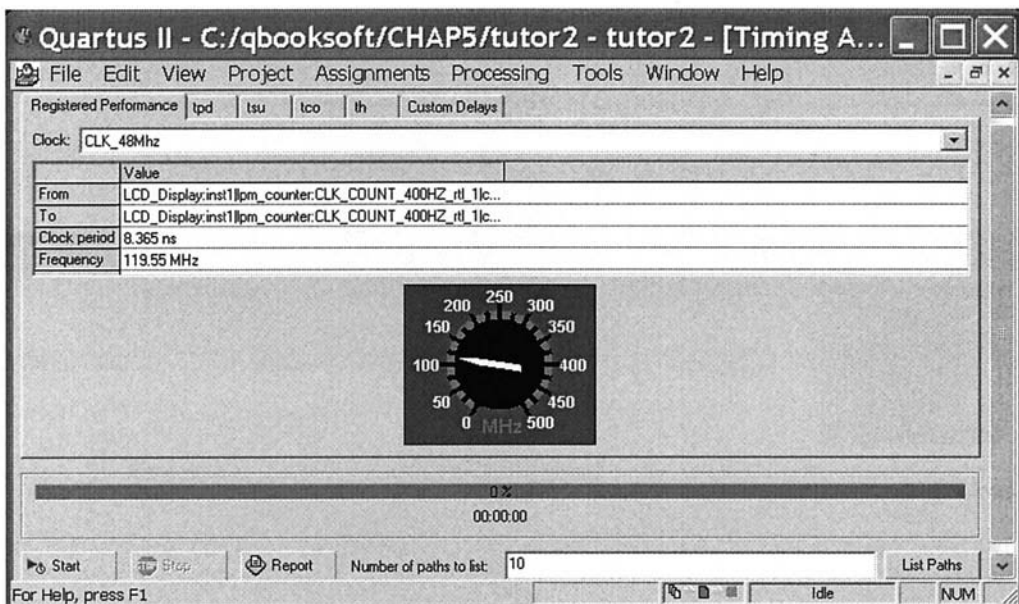 Quartus II - C:/qbooksoft/CHAP5/tutor2 - tutor2 - [Timing A...
File Edit View Project Assignments Processing Tools Window Help
Registered Performance tpd tsu tco th Custom Delays
Clock: CLK_48Mhz
Value
From LCD_Display:inst1|lpm_counter:CLK_COUNT_400HZ_rtl_1|c...
To LCD_Display:inst1|lpm_counter:CLK_COUNT_400HZ_rtl_1|c...
Clock period 8.365 ns
Frequency 119.55 MHz
250
200 300
150 350
100 400
50 450
0 MHz 500
0 %
00:00:00
Start Stop Report Number of paths to list: 10 List Paths
For Help, press F1 Idle NUM